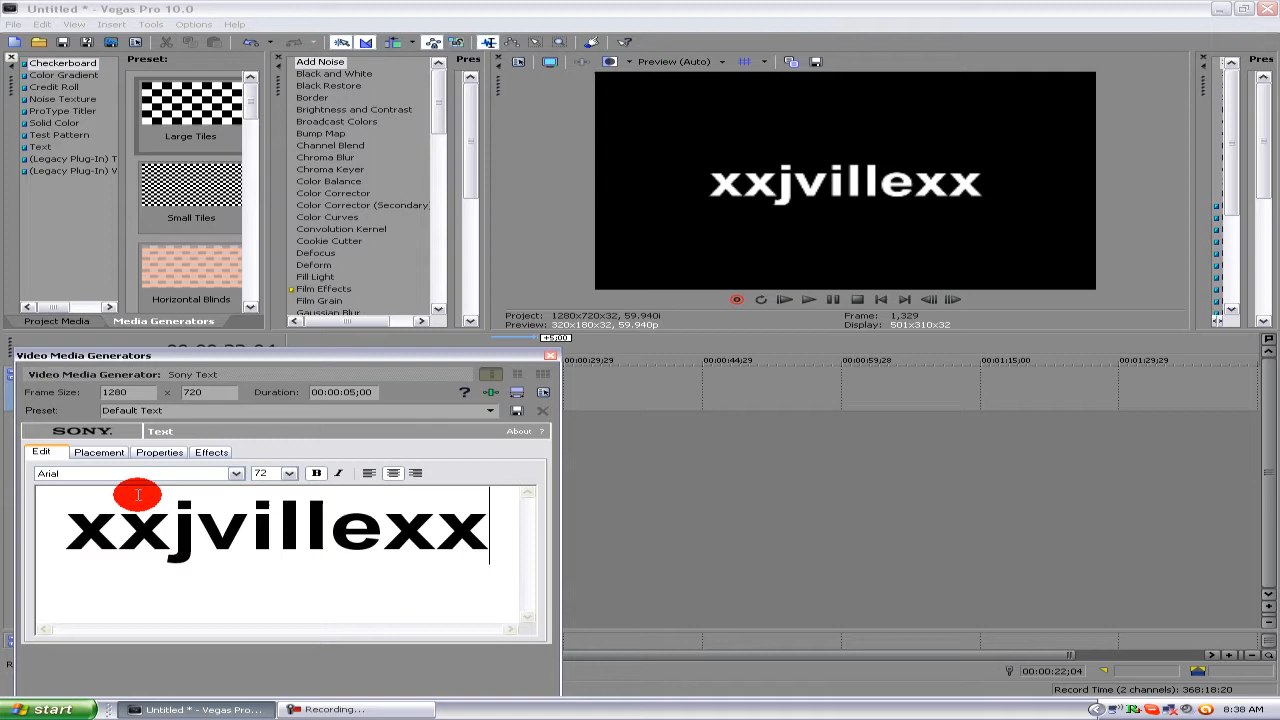 Untitled * - Vegas Pro 10.0
File Edit View Insert Tools Options Help
Checkerboard
Color Gradient
Credit Roll
Noise Texture
ProType Titler
Solid Color
Test Pattern
Text
(Legacy Plug-In) T
(Legacy Plug-In) V
Preset:
Large Tiles
Small Tiles
Horizontal Blinds
Project Media Media Generators
Add Noise
Black and White
Black Restore
Border
Brightness and Contrast
Broadcast Colors
Bump Map
Channel Blend
Chroma Blur
Chroma Keyer
Color Balance
Color Corrector
Color Corrector (Secondary)
Color Curves
Convolution Kernel
Cookie Cutter
Defocus
Deform
Fill Light
Film Effects
Film Grain
Pres
Preview (Auto)
xxjvillexx
Project: 1280x720x32, 59.940i
Preview: 320x180x32, 59.940p
Frame: 1,329
Display: 501x310x32
Pres
+5;00
00:00:29;29 00:00:44;29 00:00:59;28 00:01:15;00 00:01:29;29
Video Media Generators
Video Media Generator: Sony Text
Frame Size: 1280 x 720 Duration: 00:00:05;00
Preset: Default Text
SONY. Text About ?
Edit Placement Properties Effects
Arial 72 B I
xxjvillexx
00:00:22;04
Record Time (2 channels): 368:18:20
start Untitled * - Vegas Pro... Recording... 8:38 AM